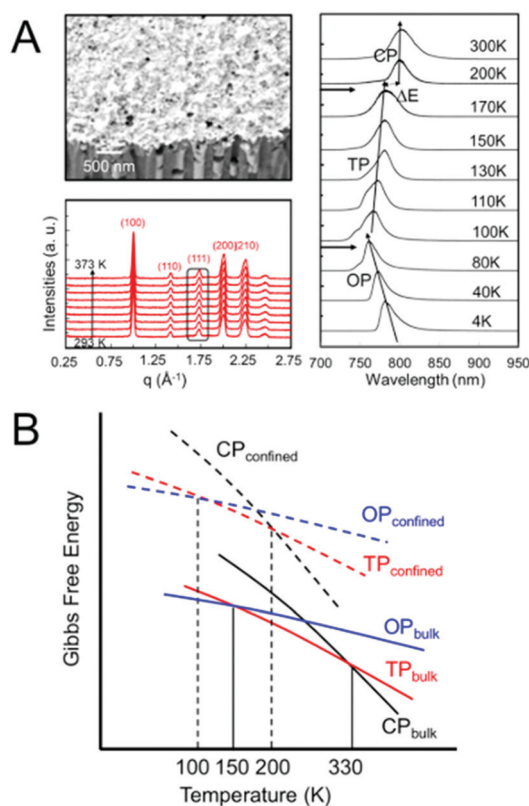 A
500 nm
Intensities (a. u.)
(100)
(110)
(111)
(200)
(210)
373 K
293 K
0.25 0.75 1.25 1.75 2.25 2.75
q (Å-1)
CP
ΔE
TP
OP
300K
200K
170K
150K
130K
110K
100K
80K
40K
4K
700 750 800 850 900 950
Wavelength (nm)
B
Gibbs Free Energy
CPconfined
OPconfined
TPconfined
OPbulk
TPbulk
CPbulk
100 150 200 330
Temperature (K)